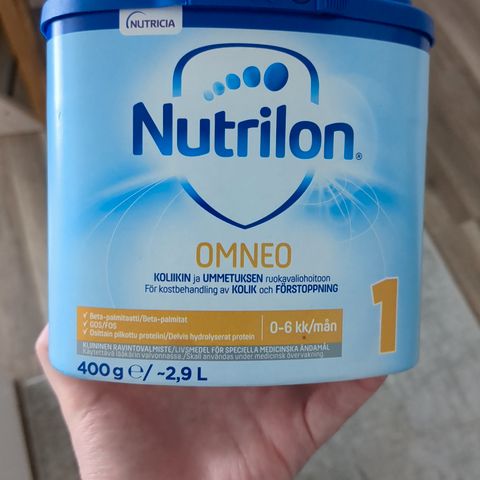 NUTRICIA
Nutrilon®
OMNEO
KOLIIKIN ja UMMETUKSEN ruokavaliohoitoon
För kostbehandling av KOLIK och FÖRSTOPPNING
✓ Beta-palmitaatti/Beta-palmitat
✓ GOS/FOS
✓ Osittain pilkottu proteiini/Delvis hydrolyserat protein
0-6 kk/mån
1
KLIININEN RAVINTOVALMISTE/LIVSMEDEL FÖR SPECIELLA MEDICINSKA ÄNDAMÅL
Käytettävä lääkärin valvonnassa./Skall användas under medicinsk övervakning.
400 g ℮/ ~2,9 L